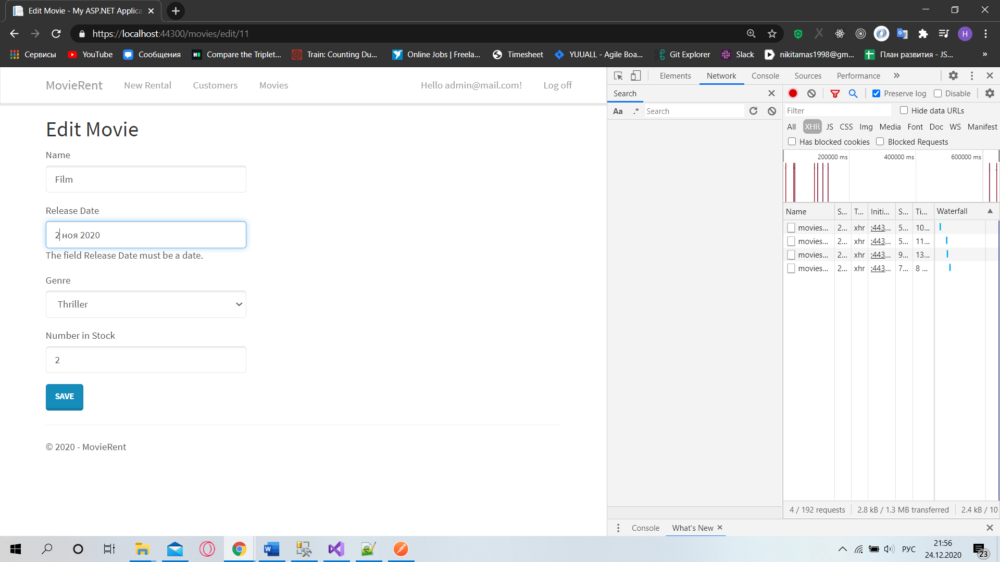 Edit Movie - My ASP.NET Applica
https://localhost:44300/movies/edit/11
H
Сервисы YouTube Сообщения Compare the Triplet... Train: Counting Du... Online Jobs | Freela... Timesheet YUUALL - Agile Boa... Git Explorer Slack nikitamas1998@gm... План развития - JS... »
MovieRent New Rental Customers Movies Hello admin@mail.com! Log off
Edit Movie
Name
Film
Release Date
2 ноя 2020
The field Release Date must be a date.
Genre
Thriller
Number in Stock
2
SAVE
© 2020 - MovieRent
Elements Network Console Sources Performance »
Search
Aa .* Search
Preserve log Disable
Filter Hide data URLs
All XHR JS CSS Img Media Font Doc WS Manifest
Has blocked cookies Blocked Requests
200000 ms 400000 ms 600000 ms
Name S... T... Initi... S... Ti... Waterfall
movies... 2... xhr :443... 5... 10...
movies... 2... xhr :443... 5... 11...
movies... 2... xhr :443... 9... 13...
movies... 2... xhr :443... 7... 8 ...
4 / 192 requests 2.8 kB / 1.3 MB transferred 2.4 kB / 10
Console What's New
РУС
21:56
24.12.2020
23